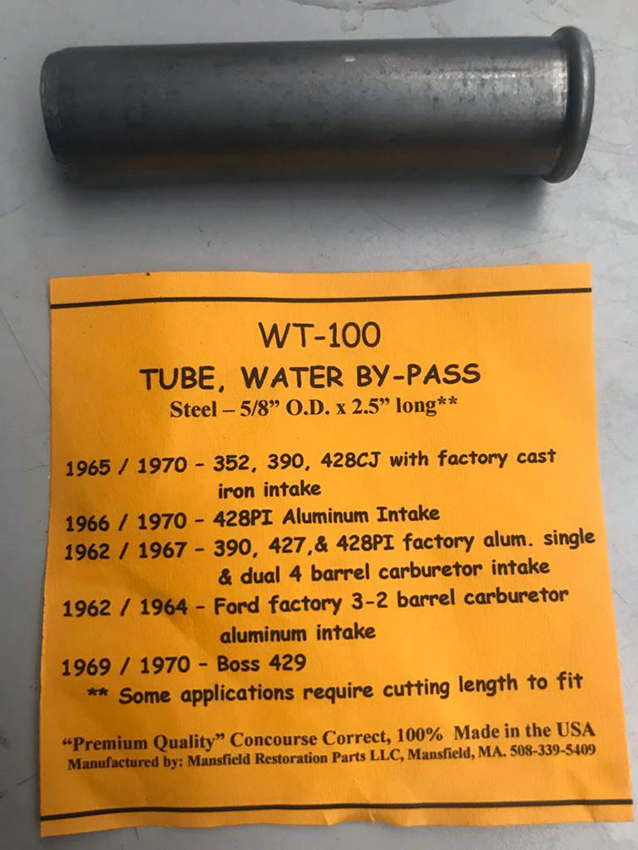 WT-100
TUBE, WATER BY-PASS
Steel – 5/8” O.D. x 2.5” long**
1965 / 1970 - 352, 390, 428CJ with factory cast
iron intake
1966 / 1970 - 428PI Aluminum Intake
1962 / 1967 - 390, 427,& 428PI factory alum. single
& dual 4 barrel carburetor intake
1962 / 1964 - Ford factory 3-2 barrel carburetor
aluminum intake
1969 / 1970 - Boss 429
** Some applications require cutting length to fit
“Premium Quality” Concourse Correct, 100% Made in the USA
Manufactured by: Mansfield Restoration Parts LLC, Mansfield, MA. 508-339-5409